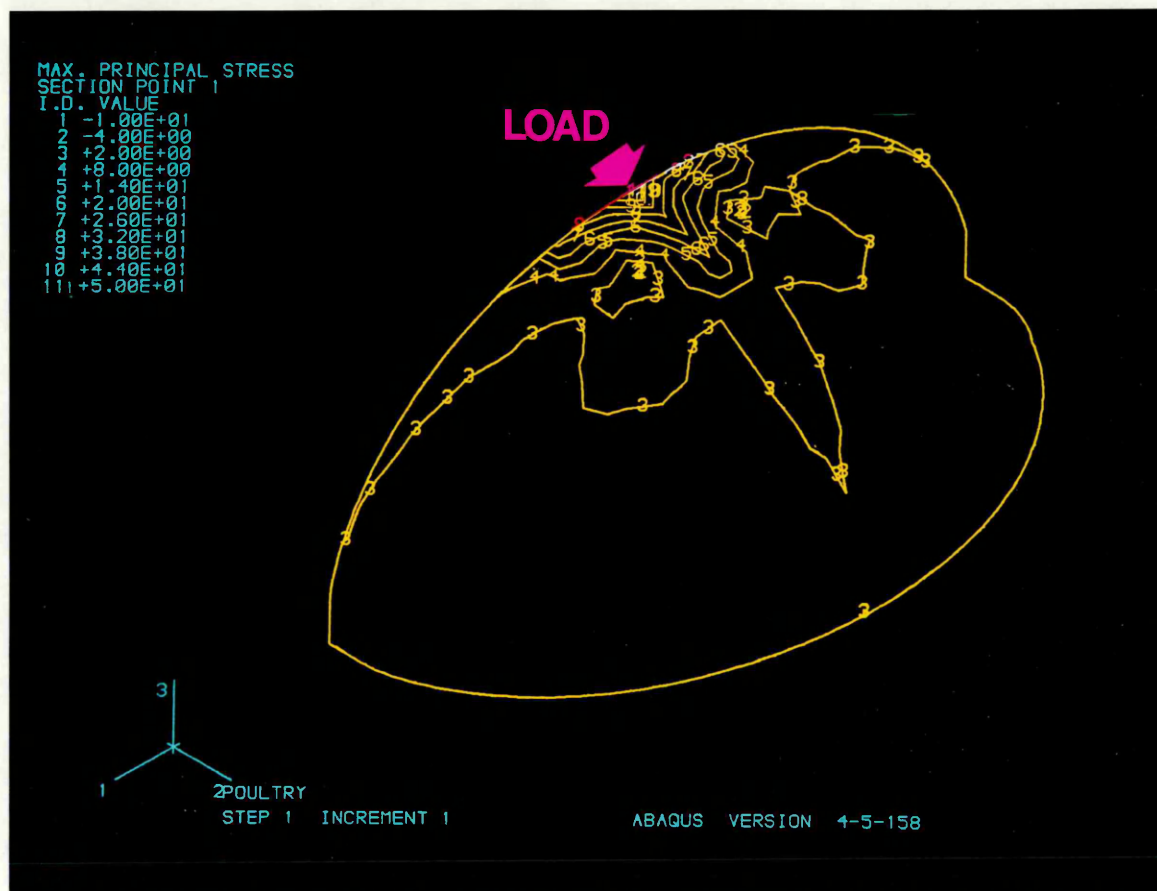 MAX. PRINCIPAL STRESS
SECTION POINT 1
I.D. VALUE
1 -1.00E+01
2 -4.00E+00
3 +2.00E+00
4 +8.00E+00
5 +1.40E+01
6 +2.00E+01
7 +2.60E+01
8 +3.20E+01
9 +3.80E+01
10 +4.40E+01
11 +5.00E+01
LOAD
3
1
2
POULTRY
STEP 1 INCREMENT 1
ABAQUS VERSION 4-5-158